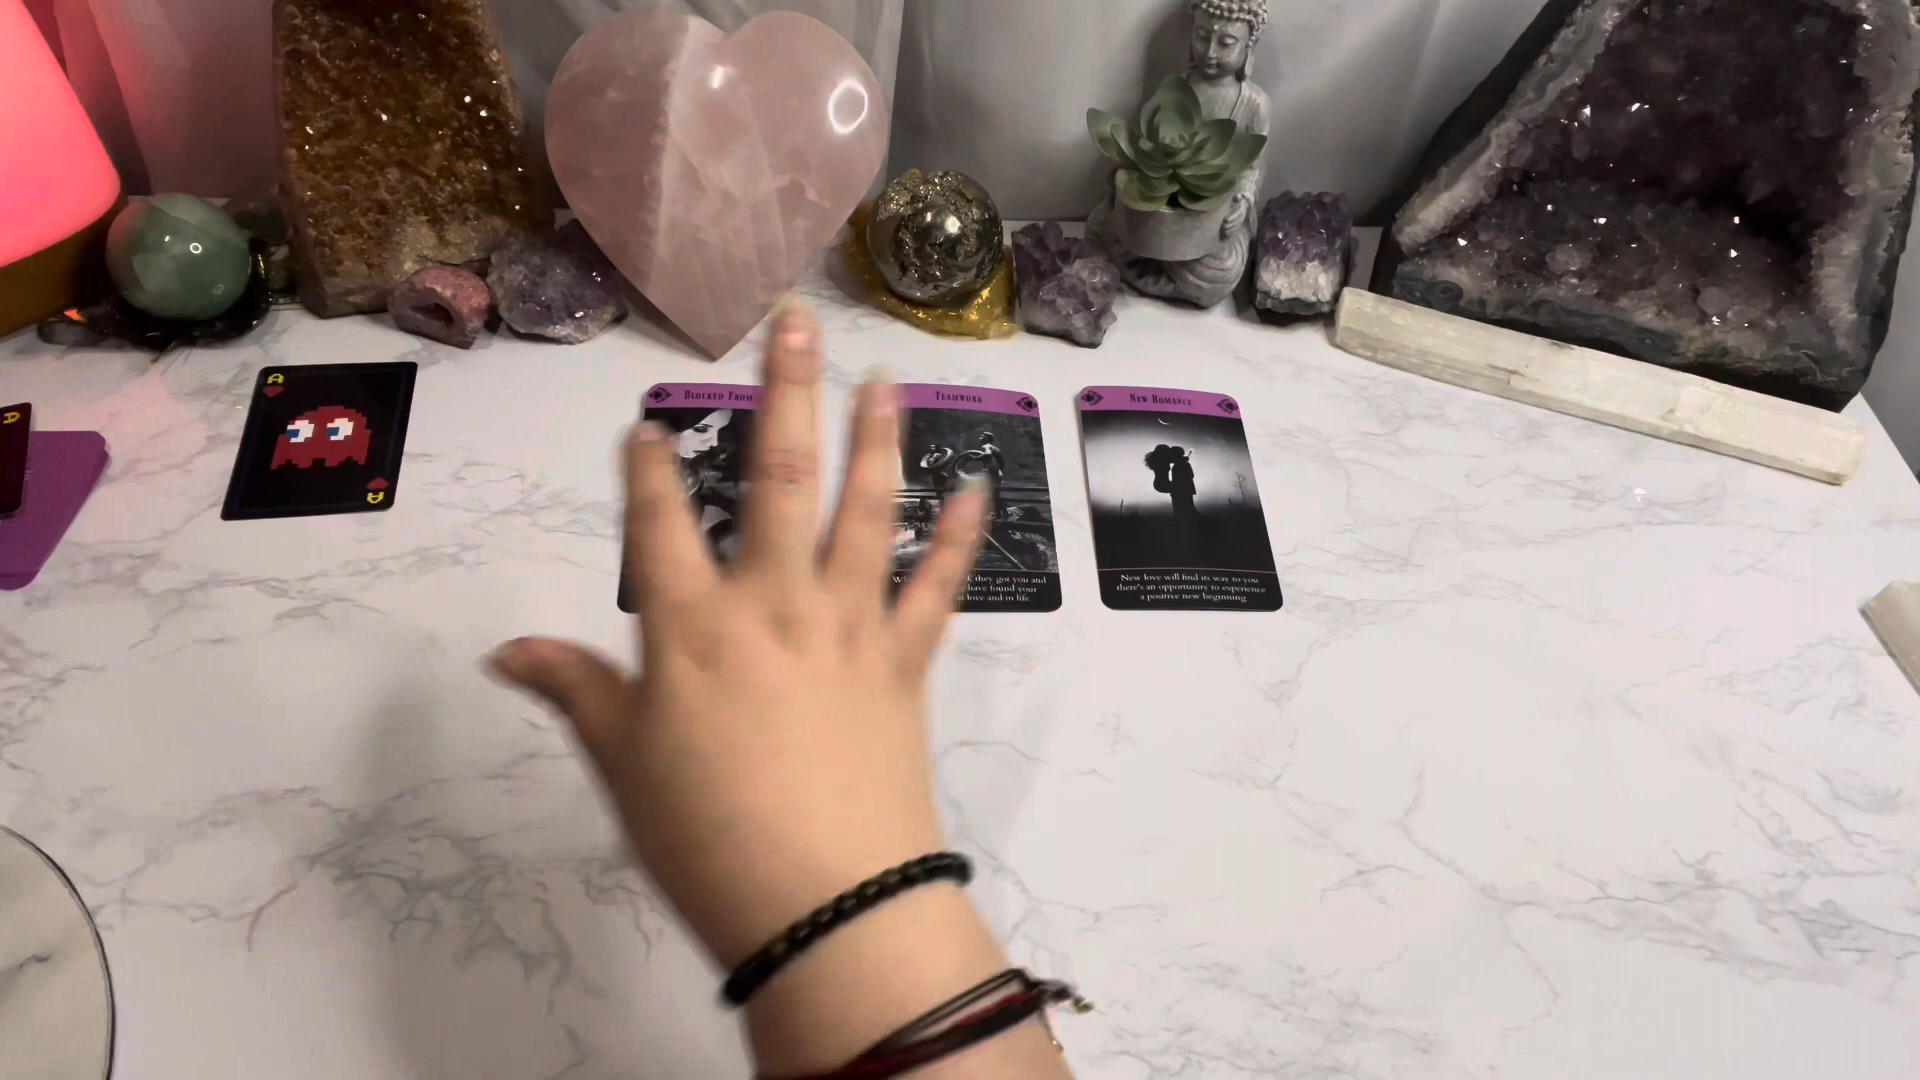 A
A
A
BLOCKED FROM
TEAMWORK
they got you and
have found your
love and in life
NEW ROMANCE
New love will find its way to you
there's an opportunity to experience
a positive new beginning